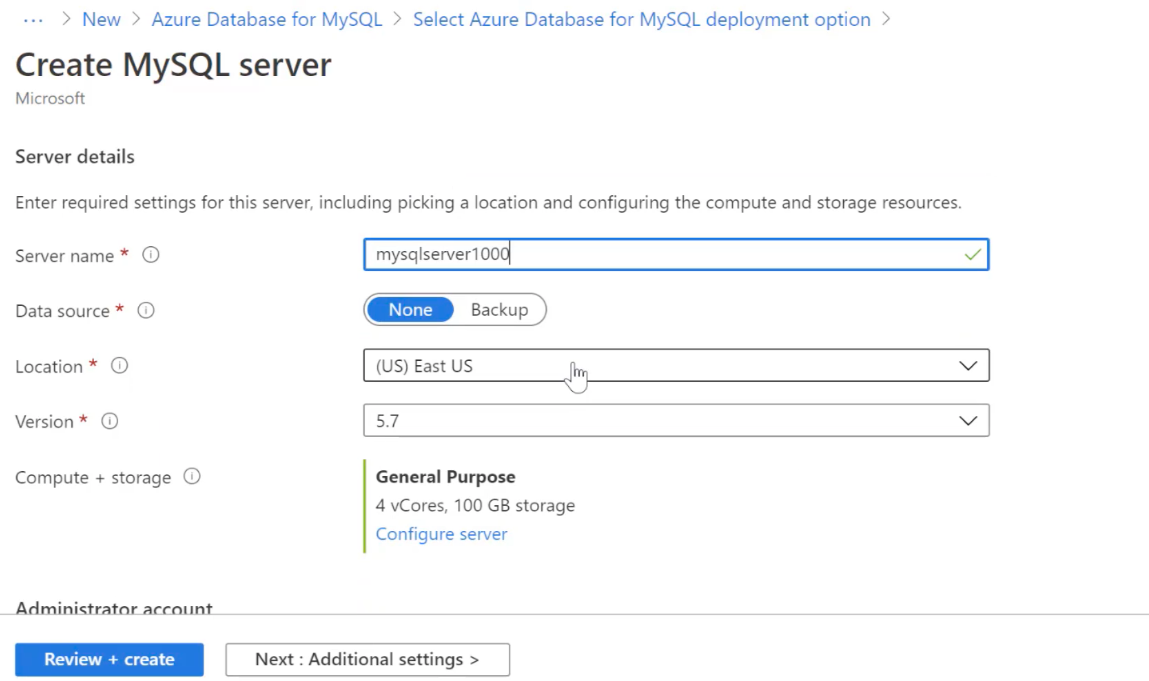 ··· > New > Azure Database for MySQL > Select Azure Database for MySQL deployment option >
Create MySQL server
Microsoft
Server details
Enter required settings for this server, including picking a location and configuring the compute and storage resources.
Server name *
mysqlserver1000
Data source *
None Backup
Location *
(US) East US
Version *
5.7
Compute + storage
General Purpose
4 vCores, 100 GB storage
Configure server
Administrator account
Review + create
Next : Additional settings >